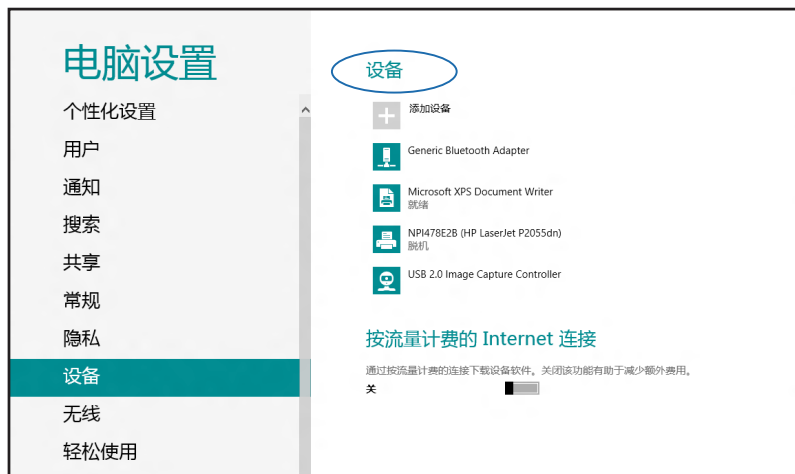 电脑设置
个性化设置
用户
通知
搜索
共享
常规
隐私
设备
无线
轻松使用
设备
添加设备
Generic Bluetooth Adapter
Microsoft XPS Document Writer
就绪
NPI478E2B (HP LaserJet P2055dn)
脱机
USB 2.0 Image Capture Controller
按流量计费的 Internet 连接
通过按流量计费的连接下载设备软件。关闭该功能有助于减少额外费用。
关